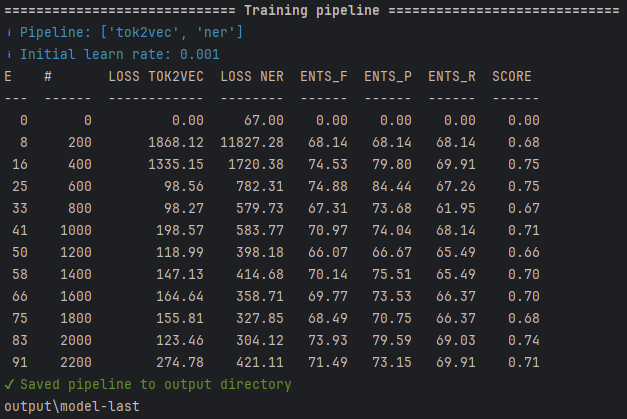 ============================= Training pipeline =============================
ℹ Pipeline: ['tok2vec', 'ner']
ℹ Initial learn rate: 0.001
E    #       LOSS TOK2VEC  LOSS NER  ENTS_F  ENTS_P  ENTS_R  SCORE
---  ------  ------------  --------  ------  ------  ------  ------
  0       0          0.00     67.00    0.00    0.00    0.00    0.00
  8     200       1868.12  11827.28   68.14   68.14   68.14    0.68
 16     400       1335.15   1720.38   74.53   79.80   69.91    0.75
 25     600         98.56    782.31   74.88   84.44   67.26    0.75
 33     800         98.27    579.73   67.31   73.68   61.95    0.67
 41    1000        198.57    583.77   70.97   74.04   68.14    0.71
 50    1200        118.99    398.18   66.07   66.67   65.49    0.66
 58    1400        147.13    414.68   70.14   75.51   65.49    0.70
 66    1600        164.64    358.71   69.77   73.53   66.37    0.70
 75    1800        155.81    327.85   68.49   70.75   66.37    0.68
 83    2000        123.46    304.12   73.93   79.59   69.03    0.74
 91    2200        274.78    421.11   71.49   73.15   69.91    0.71
✔ Saved pipeline to output directory
output\model-last